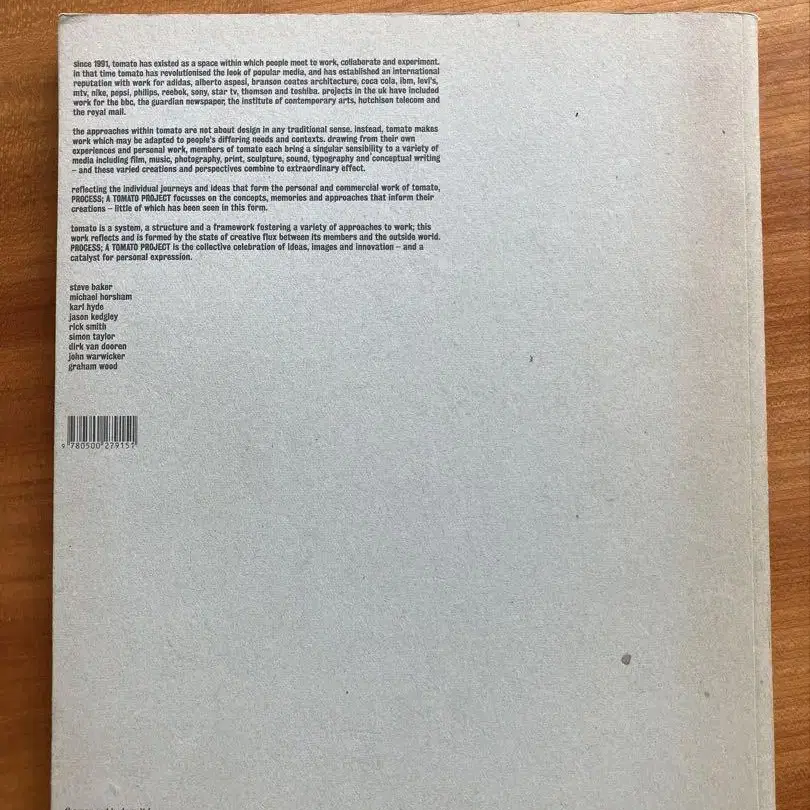 since 1991, tomato has existed as a space within which people meet to work, collaborate and experiment.
in that time tomato has revolutionised the look of popular media, and has established an international
reputation with work for adidas, alberto aspesi, branson coates architecture, coca cola, ibm, levi's,
mtv, nike, pepsi, philips, reebok, sony, star tv, thomson and toshiba. projects in the uk have included
work for the bbc, the guardian newspaper, the institute of contemporary arts, hutchison telecom and
the royal mail.
the approaches within tomato are not about design in any traditional sense. instead, tomato makes
work which may be adapted to people's differing needs and contexts. drawing from their own
experiences and personal work, members of tomato each bring a singular sensibility to a variety of
media including film, music, photography, print, sculpture, sound, typography and conceptual writing
– and these varied creations and perspectives combine to extraordinary effect.
reflecting the individual journeys and ideas that form the personal and commercial work of tomato,
PROCESS; A TOMATO PROJECT focusses on the concepts, memories and approaches that inform their
creations – little of which has been seen in this form.
tomato is a system, a structure and a framework fostering a variety of approaches to work; this
work reflects and is formed by the state of creative flux between its members and the outside world.
PROCESS; A TOMATO PROJECT is the collective celebration of ideas, images and innovation – and a
catalyst for personal expression.
steve baker
michael horsham
karl hyde
jason kedgley
rick smith
simon taylor
dirk van dooren
john warwicker
graham wood
9 780500 279151